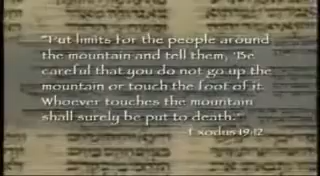 "Put limits for the people around
the mountain and tell them, 'Be
careful that you do not go up the
mountain or touch the foot of it.
Whoever touches the mountain
shall surely be put to death."
Exodus 19:12